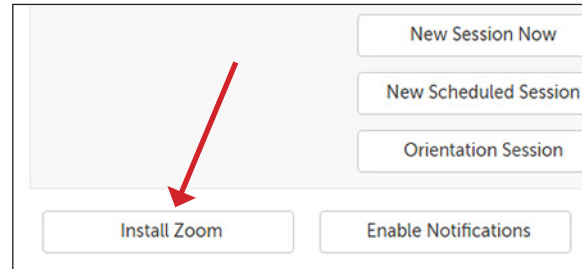 New Session Now
New Scheduled Session
Orientation Session
Install Zoom
Enable Notifications